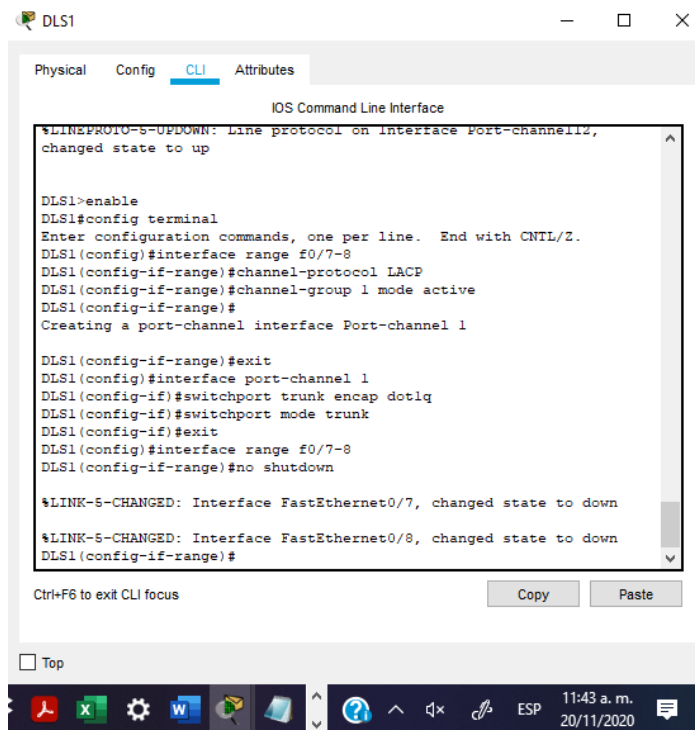 DLS1
Physical Config CLI Attributes
IOS Command Line Interface
%LINEPROTO-5-UPDOWN: Line protocol on Interface Port-channel12,
changed state to up
DLS1>enable
DLS1#config terminal
Enter configuration commands, one per line. End with CNTL/Z.
DLS1(config)#interface range f0/7-8
DLS1(config-if-range)#channel-protocol LACP
DLS1(config-if-range)#channel-group 1 mode active
DLS1(config-if-range)#
Creating a port-channel interface Port-channel 1
DLS1(config-if-range)#exit
DLS1(config)#interface port-channel 1
DLS1(config-if)#switchport trunk encap dot1q
DLS1(config-if)#switchport mode trunk
DLS1(config-if)#exit
DLS1(config)#interface range f0/7-8
DLS1(config-if-range)#no shutdown
%LINK-5-CHANGED: Interface FastEthernet0/7, changed state to down
%LINK-5-CHANGED: Interface FastEthernet0/8, changed state to down
DLS1(config-if-range)#
Ctrl+F6 to exit CLI focus
Copy Paste
Top
ESP
11:43 a. m.
20/11/2020